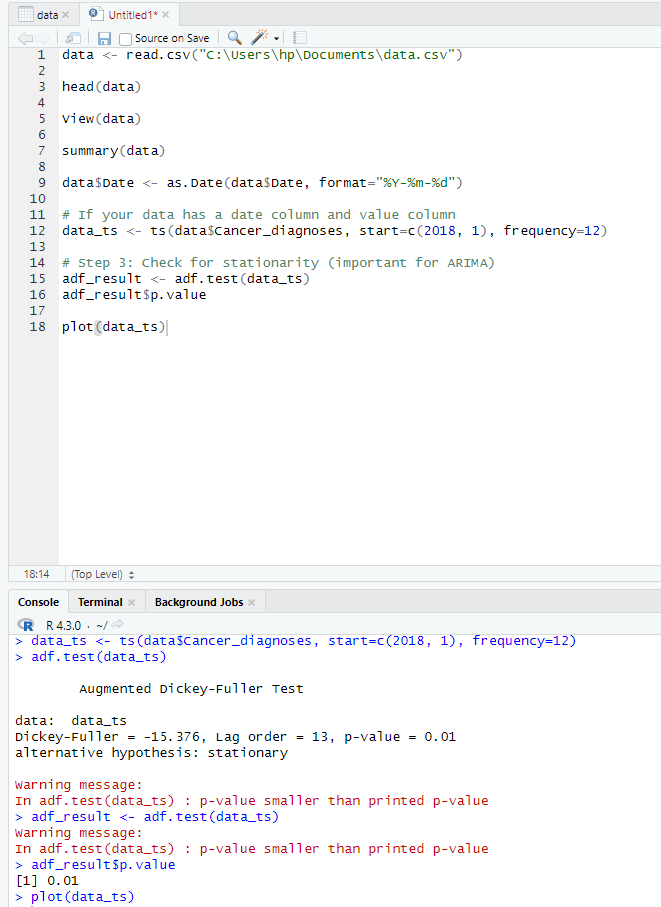 data
Untitled1*
Source on Save
1 data <- read.csv("C:\Users\hp\Documents\data.csv")
2
3 head(data)
4
5 View(data)
6
7 summary(data)
8
9 data$Date <- as.Date(data$Date, format="%Y-%m-%d")
10
11 # If your data has a date column and value column
12 data_ts <- ts(data$Cancer_diagnoses, start=c(2018, 1), frequency=12)
13
14 # Step 3: Check for stationarity (important for ARIMA)
15 adf_result <- adf.test(data_ts)
16 adf_result$p.value
17
18 plot(data_ts)
18:14 (Top Level)
Console Terminal Background Jobs
R R 4.3.0 · ~/
> data_ts <- ts(data$Cancer_diagnoses, start=c(2018, 1), frequency=12)
> adf.test(data_ts)
Augmented Dickey-Fuller Test
data: data_ts
Dickey-Fuller = -15.376, Lag order = 13, p-value = 0.01
alternative hypothesis: stationary
Warning message:
In adf.test(data_ts) : p-value smaller than printed p-value
> adf_result <- adf.test(data_ts)
Warning message:
In adf.test(data_ts) : p-value smaller than printed p-value
> adf_result$p.value
[1] 0.01
> plot(data_ts)